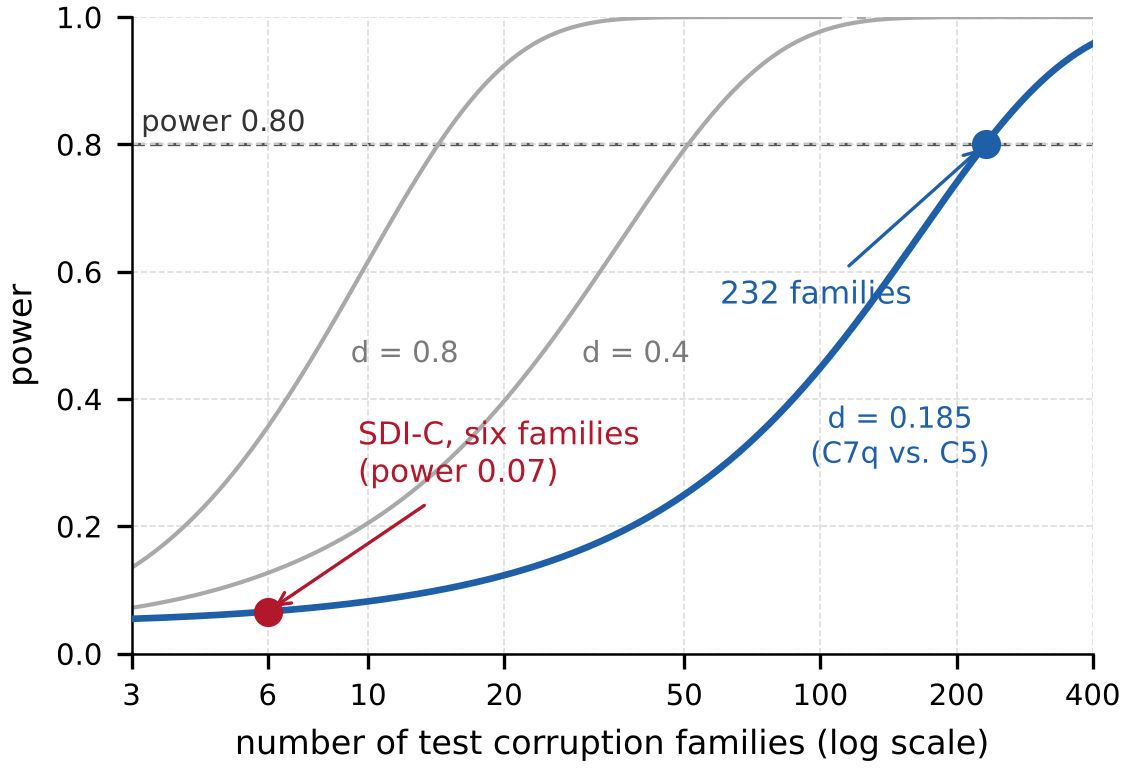 1.0
power 0.80
0.8
0.6
232 families
d = 0.8
d = 0.4
power
0.4
d = 0.185
(C7q vs. C5)
SDI-C, six families
(power 0.07)
0.2
0.0
3 6 10 20 50 100 200 400
number of test corruption families (log scale)